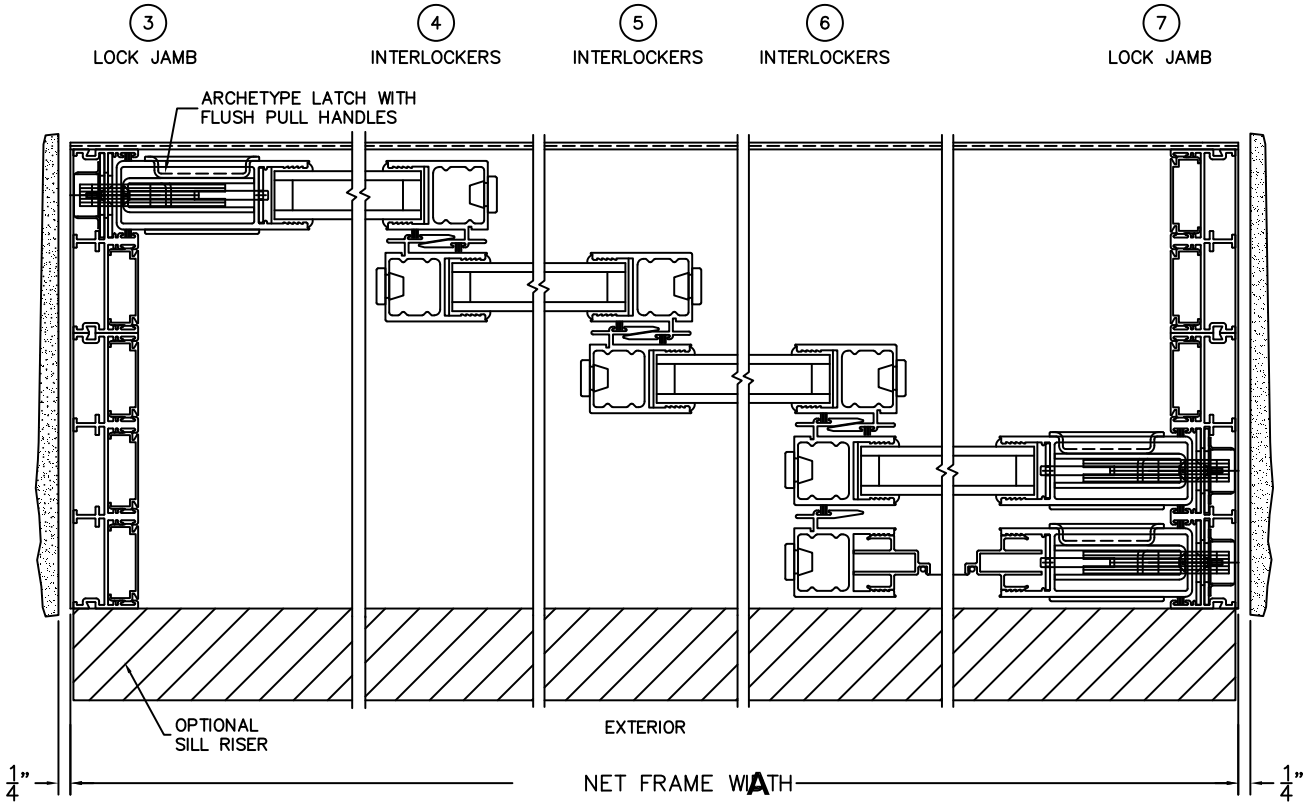 3
LOCK JAMB
4
INTERLOCKERS
5
INTERLOCKERS
6
INTERLOCKERS
7
LOCK JAMB
ARCHETYPE LATCH WITH
FLUSH PULL HANDLES
OPTIONAL
SILL RISER
EXTERIOR
1/4"
NET FRAME WIDTH
A
1/4"